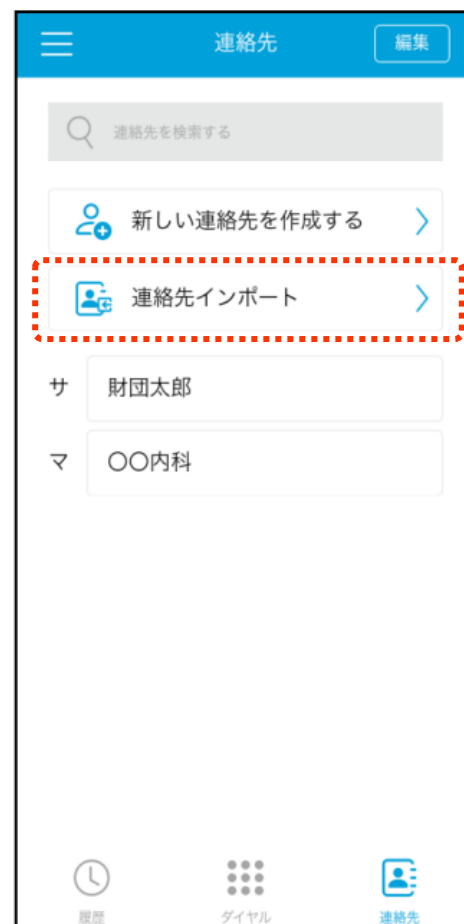 連絡先
編集
連絡先を検索する
新しい連絡先を作成する
連絡先インポート
サ 財団太郎
マ 〇〇内科
履歴 ダイヤル 連絡先